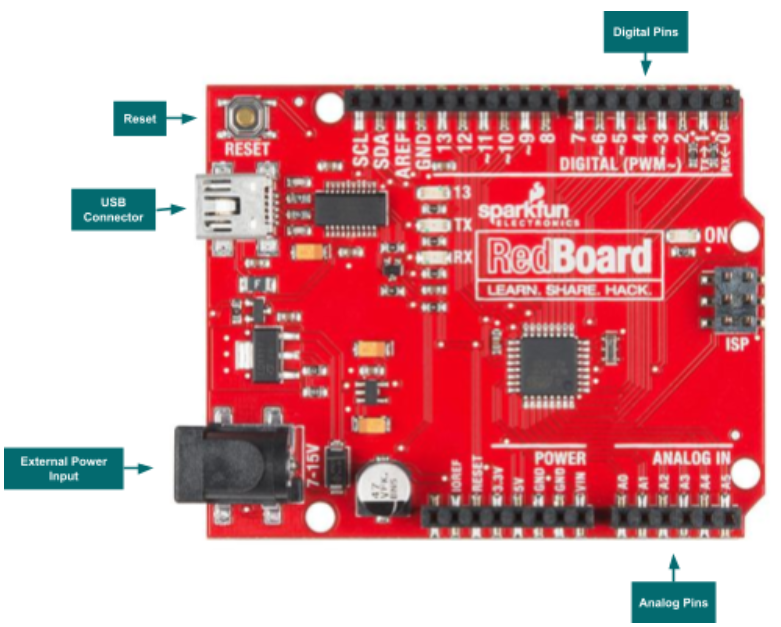 Digital Pins
Reset
RESET
SCL
SDA
AREF
GND
13
12
~11
~10
~9
8
7
~6
~5
4
~3
2
TX→1
RX←0
DIGITAL (PWM~)
USB
Connector
13
TX
RX
sparkfun
ELECTRONICS
ON
RedBoard
LEARN. SHARE. HACK.
ISP
External Power
Input
7-15V
47
VFK
POWER
ANALOG IN
IOREF
RESET
3.3V
5V
GND
GND
VIN
A0
A1
A2
A3
A4
A5
Analog Pins